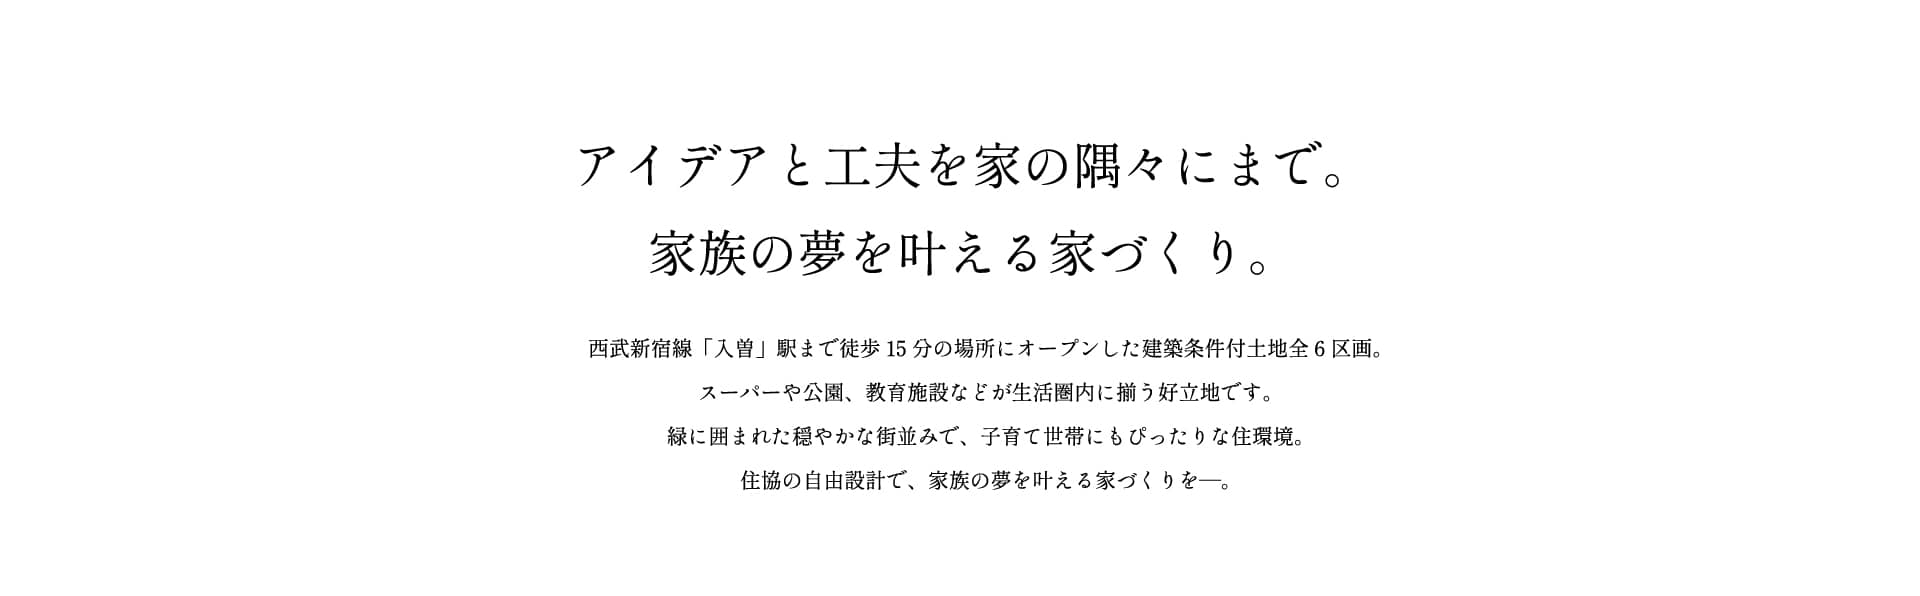 アイデアと工夫を家の隅々にまで。
家族の夢を叶える家づくり。
西武新宿線「入曽」駅まで徒歩 15 分の場所にオープンした建築条件付土地全 6 区画。
スーパーや公園、教育施設などが生活圏内に揃う好立地です。
緑に囲まれた穏やかな街並みで、子育て世帯にもぴったりな住環境。
住協の自由設計で、家族の夢を叶える家づくりを―。